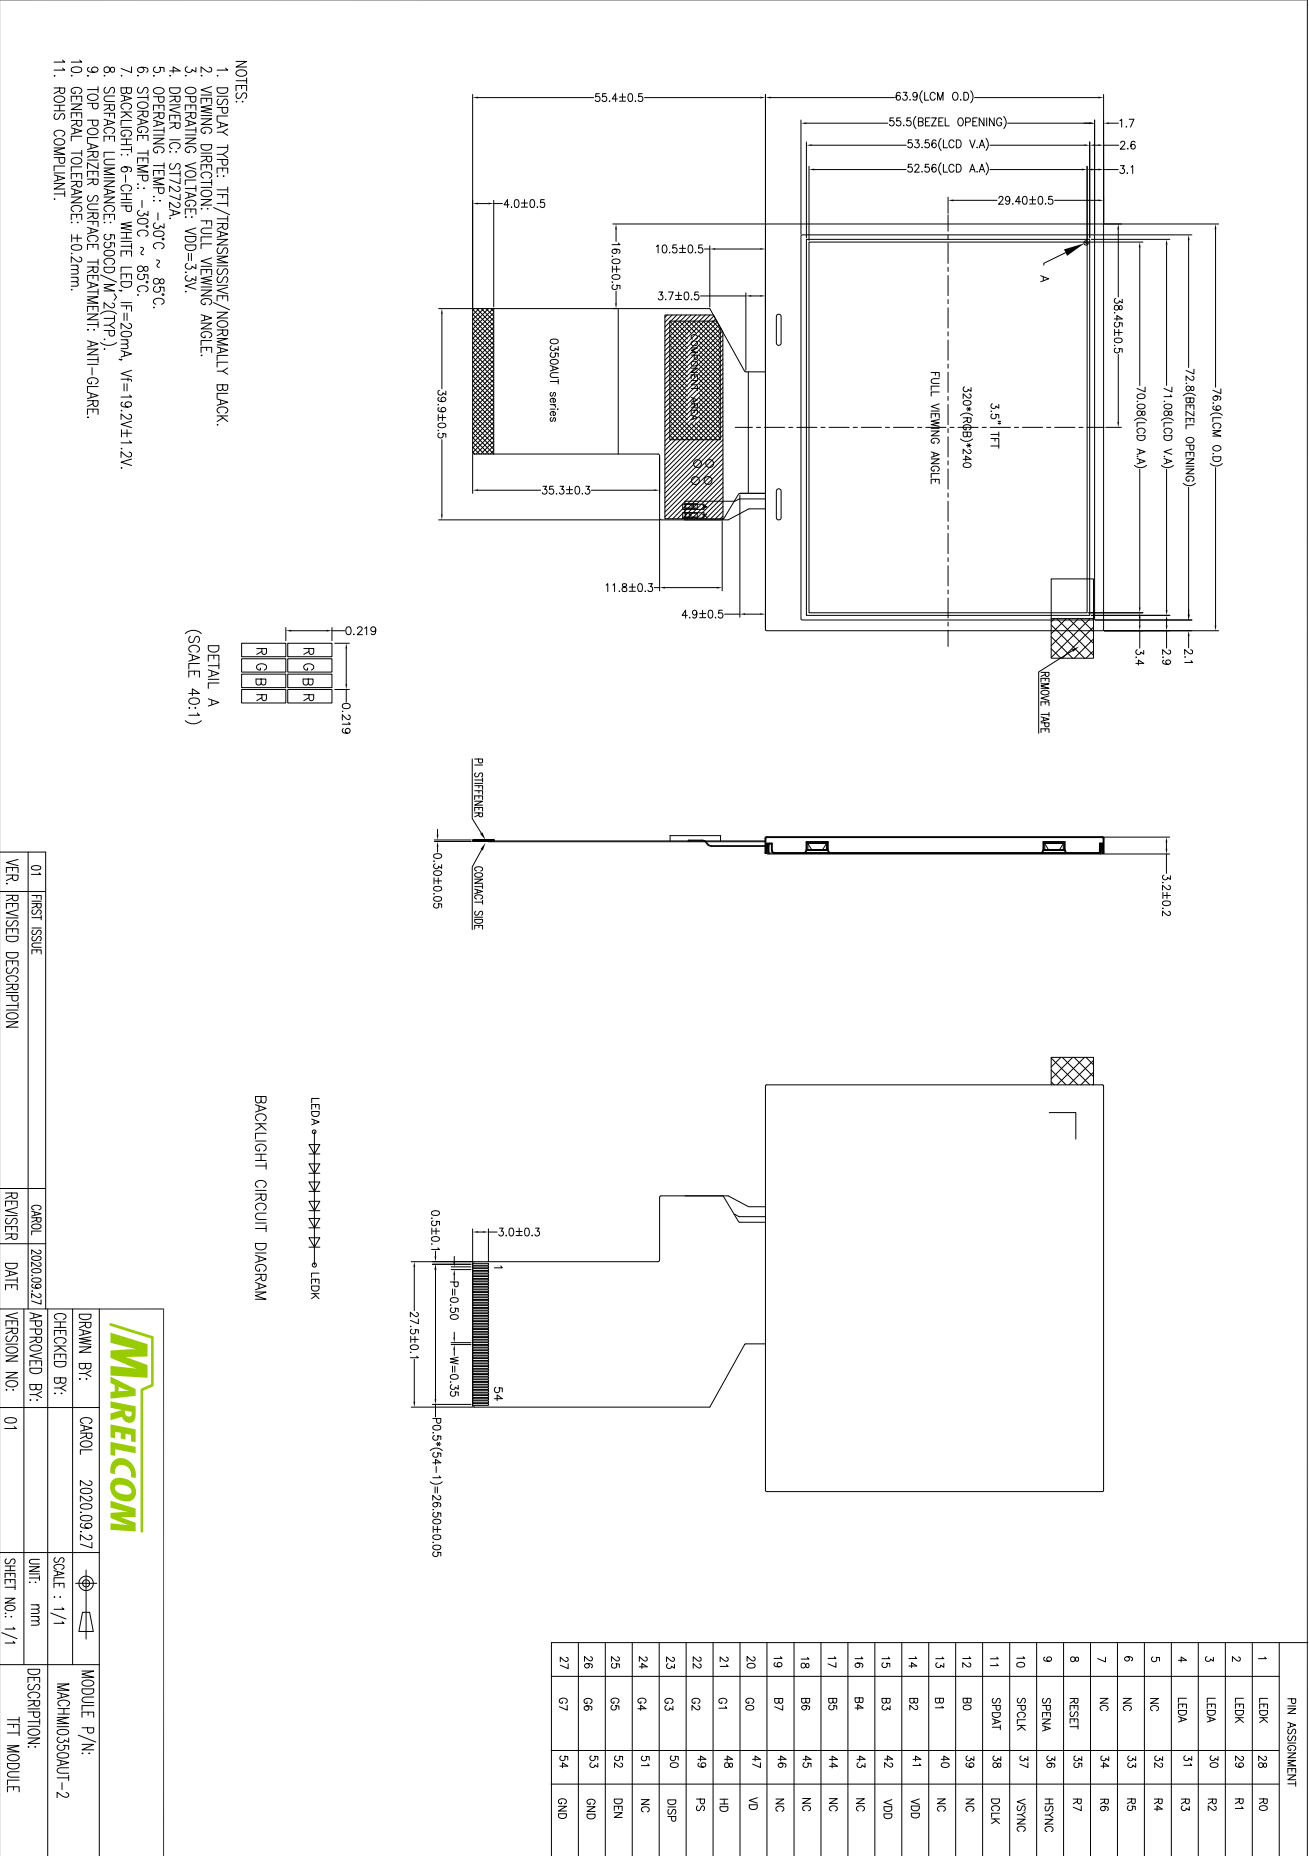 63.9(LCM O.D)
55.4±0.5
55.5(BEZEL OPENING)
1.7
53.56(LCD V.A)
2.6
52.56(LCD A.A)
3.1
29.40±0.5
4.0±0.5
16.0±0.5
10.5±0.5
3.7±0.5
A
38.45±0.5
76.9(LCM O.D)
72.8(BEZEL OPENING)
71.08(LCD V.A)
70.08(LCD A.A)
3.5" TFT
320*(RGB)*240
FULL VIEWING ANGLE
0350AUT series
COMPONENT AREA
39.9±0.5
35.3±0.3
11.8±0.3
4.9±0.5
2.1
2.9
3.4
REMOVE TAPE
PI STIFFENER
CONTACT SIDE
0.30±0.05
3.2±0.2
3.0±0.3
0.5±0.1
1
P=0.50
W=0.35
54
27.5±0.1
P0.5*(54-1)=26.50±0.05
PIN ASSIGNMENT
1 LEDK 28 R0
2 LEDK 29 R1
3 LEDA 30 R2
4 LEDA 31 R3
5 NC 32 R4
6 NC 33 R5
7 NC 34 R6
8 RESET 35 R7
9 SPENA 36 HSYNC
10 SPCLK 37 VSYNC
11 SPDAT 38 DCLK
12 B0 39 NC
13 B1 40 NC
14 B2 41 VDD
15 B3 42 VDD
16 B4 43 NC
17 B5 44 NC
18 B6 45 NC
19 B7 46 NC
20 G0 47 VD
21 G1 48 HD
22 G2 49 PS
23 G3 50 DISP
24 G4 51 NC
25 G5 52 DEN
26 G6 53 GND
27 G7 54 GND
NOTES:
1. DISPLAY TYPE: TFT/TRANSMISSIVE/NORMALLY BLACK.
2. VIEWING DIRECTION: FULL VIEWING ANGLE.
3. OPERATING VOLTAGE: VDD=3.3V.
4. DRIVER IC: ST7272A.
5. OPERATING TEMP.: -30°C ~ 85°C.
6. STORAGE TEMP.: -30°C ~ 85°C.
7. BACKLIGHT: 6-CHIP WHITE LED, IF=20mA, Vf=19.2V±1.2V.
8. SURFACE LUMINANCE: 550CD/M^2(TYP.).
9. TOP POLARIZER SURFACE TREATMENT: ANTI-GLARE.
10. GENERAL TOLERANCE: ±0.2mm.
11. ROHS COMPLIANT.
0.219
0.219
R G B R
R G B R
DETAIL A
(SCALE 40:1)
LEDA LEDK
BACKLIGHT CIRCUIT DIAGRAM
01 FIRST ISSUE CAROL 2020.09.27
VER. REVISED DESCRIPTION REVISER DATE
MARELCOM
DRAWN BY: CAROL 2020.09.27
CHECKED BY:
APPROVED BY:
VERSION NO: 01
SCALE : 1/1
UNIT: mm
SHEET NO.: 1/1
MODULE P/N:
MACHMI0350AUT-2
DESCRIPTION:
TFT MODULE